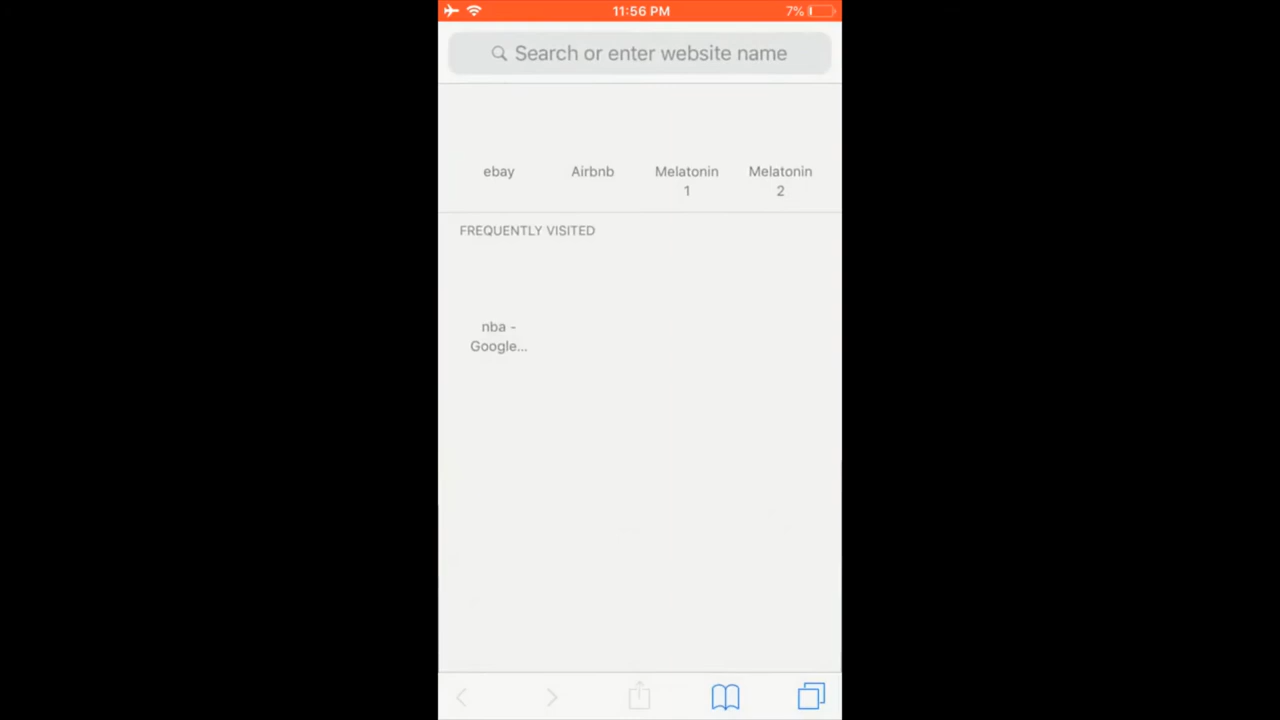 11:56 PM 7%
Search or enter website name
ebay Airbnb Melatonin 1 Melatonin 2
FREQUENTLY VISITED
nba -
Google...